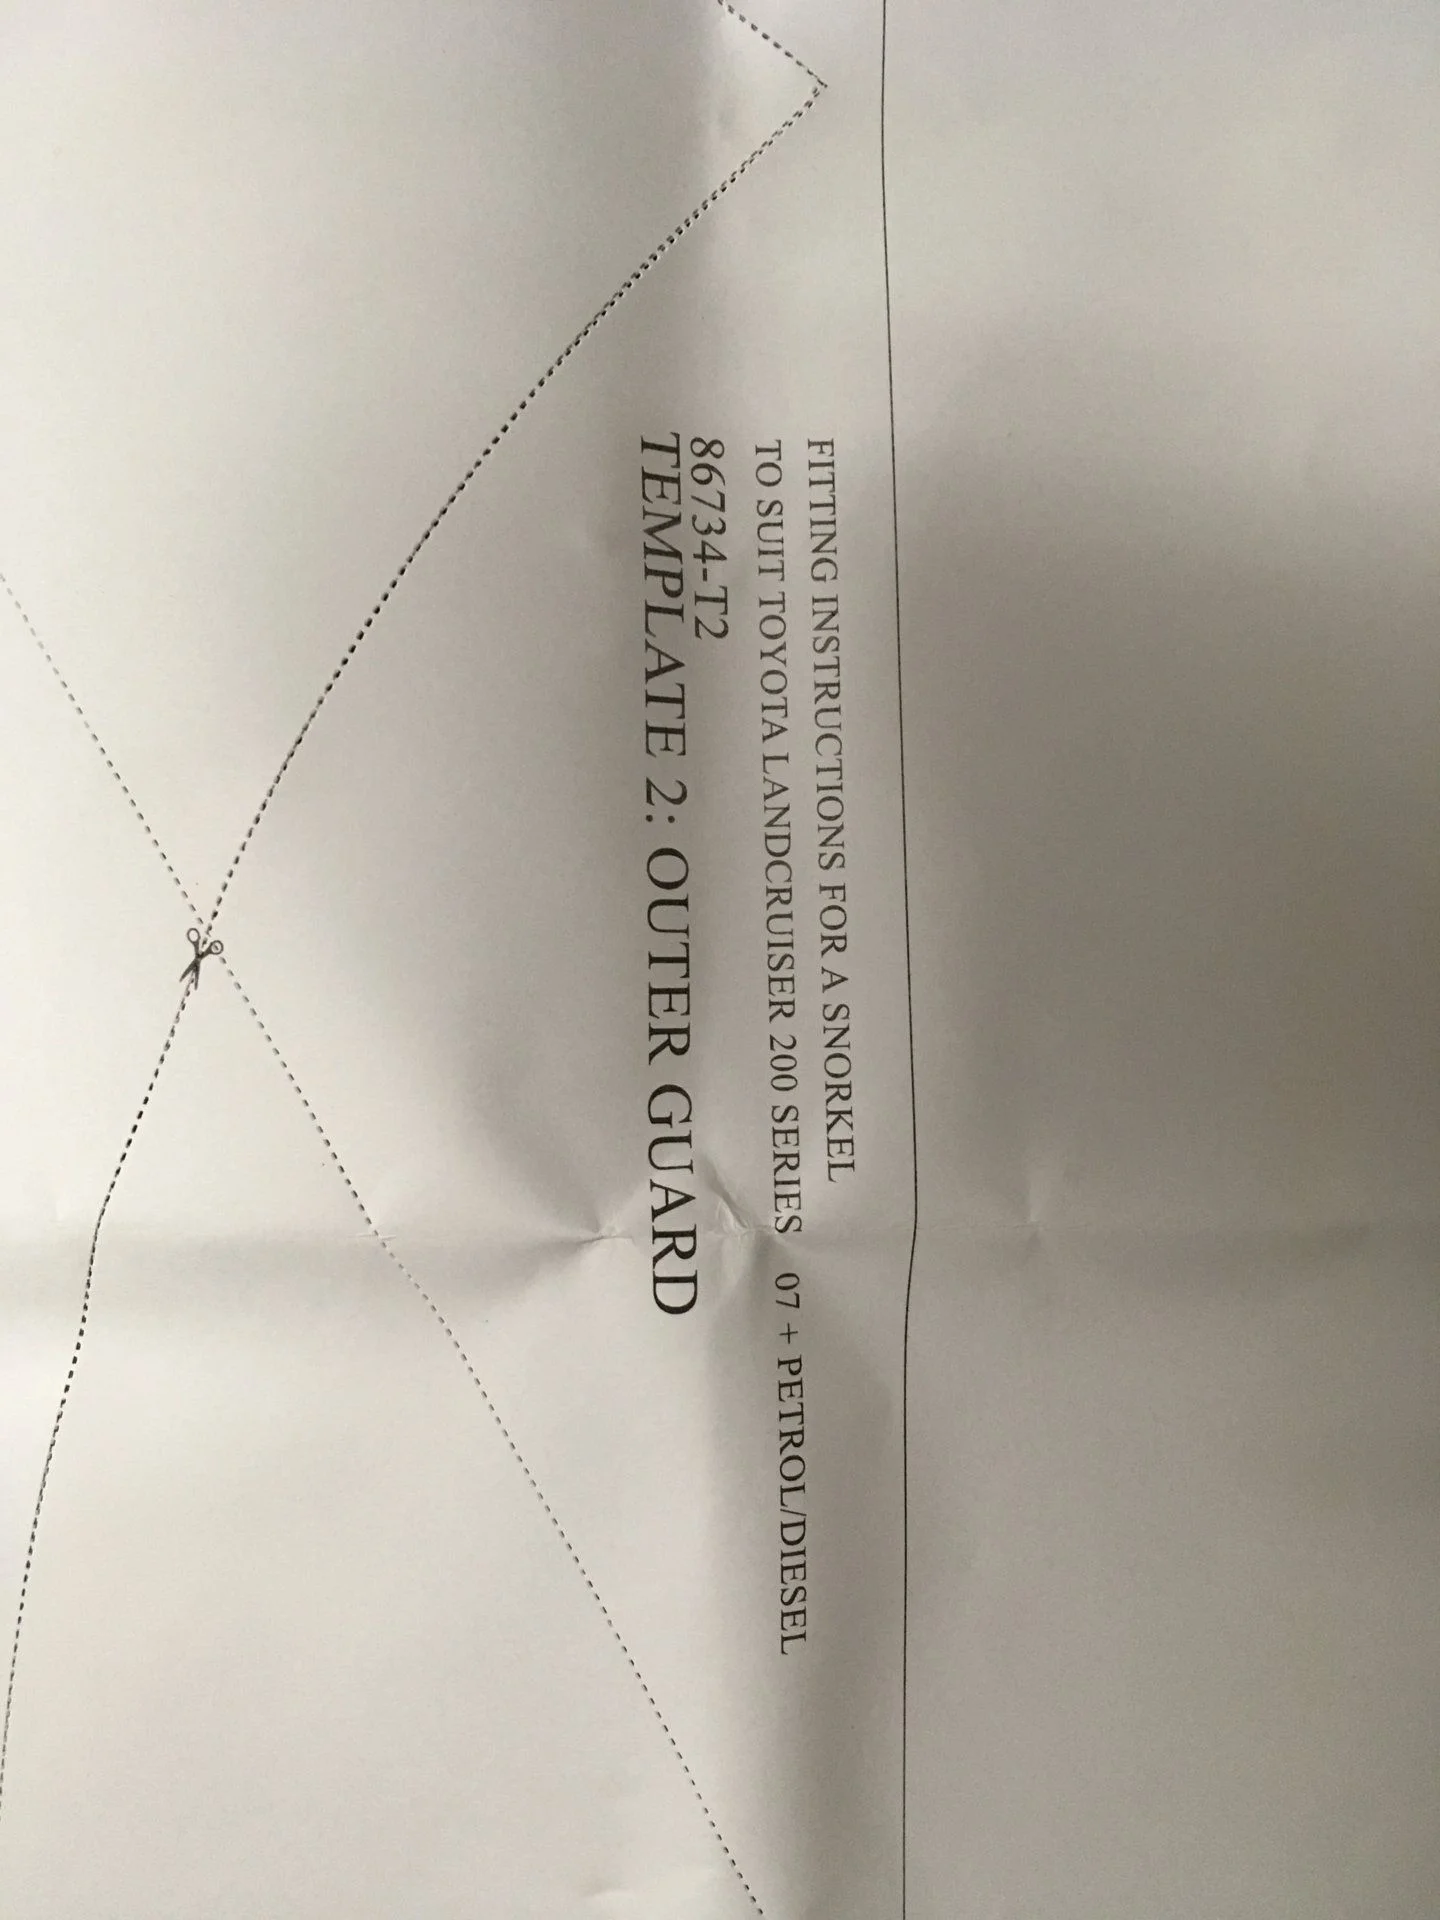 FITTING INSTRUCTIONS FOR A SNORKEL
TO SUIT TOYOTA LANDCRUISER 200 SERIES 07 + PETROL/DIESEL
86734-T2
TEMPLATE 2: OUTER GUARD